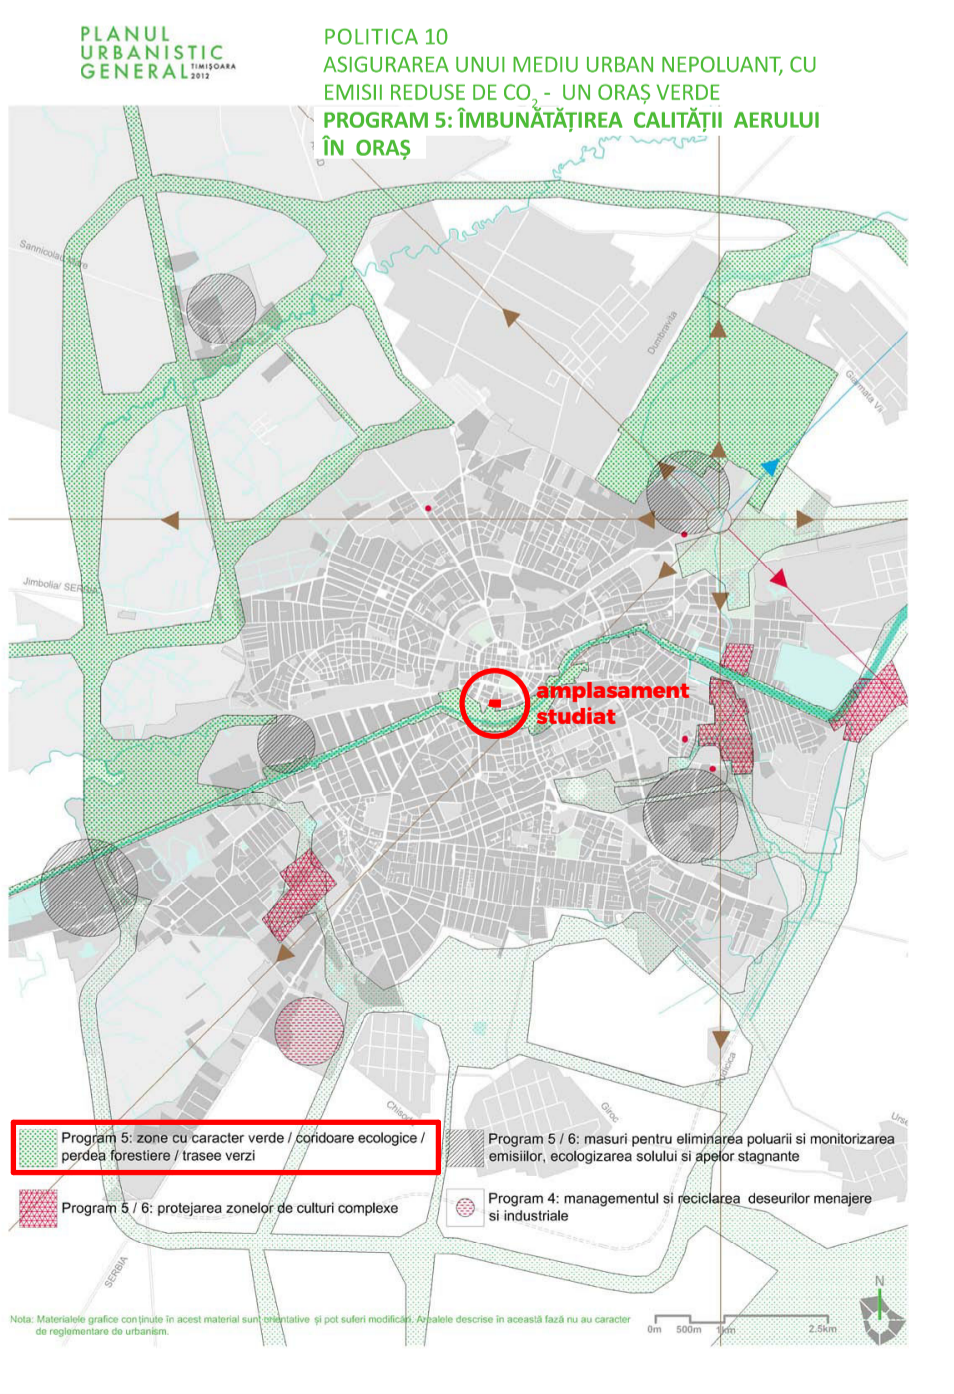 PLANUL
URBANISTIC
GENERAL TIMIȘOARA 2012
POLITICA 10
ASIGURAREA UNUI MEDIU URBAN NEPOLUANT, CU
EMISII REDUSE DE CO2 - UN ORAȘ VERDE
PROGRAM 5: ÎMBUNĂTĂȚIREA CALITĂȚII AERULUI
ÎN ORAȘ
Sannicolau Mare
Dumbravita
Giarmata Vii
Jimbolia/ SERBIA
amplasament
studiat
Chisoda
Giroc
Program 5: zone cu caracter verde / coridoare ecologice /
perdea forestiere / trasee verzi
Program 5 / 6: masuri pentru eliminarea poluarii si monitorizarea
emisiilor, ecologizarea solului si apelor stagnante
Program 5 / 6: protejarea zonelor de culturi complexe
Program 4: managementul si reciclarea deseurilor menajere
si industriale
SERBIA
N
Nota: Materialele grafice conținute în acest material sunt orientative și pot suferi modificări. Arealele descrise în această fază nu au caracter
de reglementare de urbanism.
0m 500m 1km 2.5km